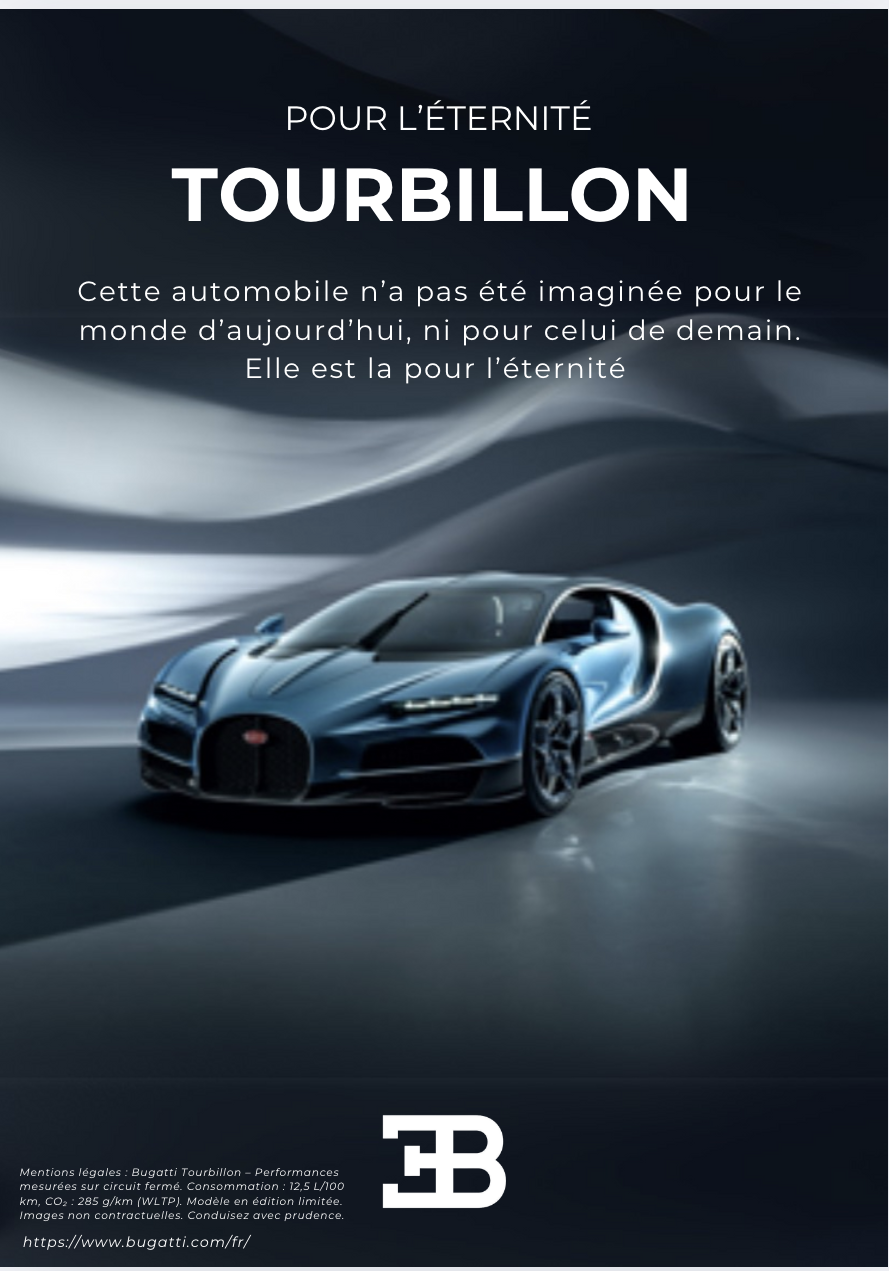 POUR L’ÉTERNITÉ
TOURBILLON
Cette automobile n’a pas été imaginée pour le
monde d’aujourd’hui, ni pour celui de demain.
Elle est la pour l’éternité
EB
Mentions légales : Bugatti Tourbillon – Performances
mesurées sur circuit fermé. Consommation : 12,5 L/100
km, CO₂ : 285 g/km (WLTP). Modèle en édition limitée.
Images non contractuelles. Conduisez avec prudence.
https://www.bugatti.com/fr/